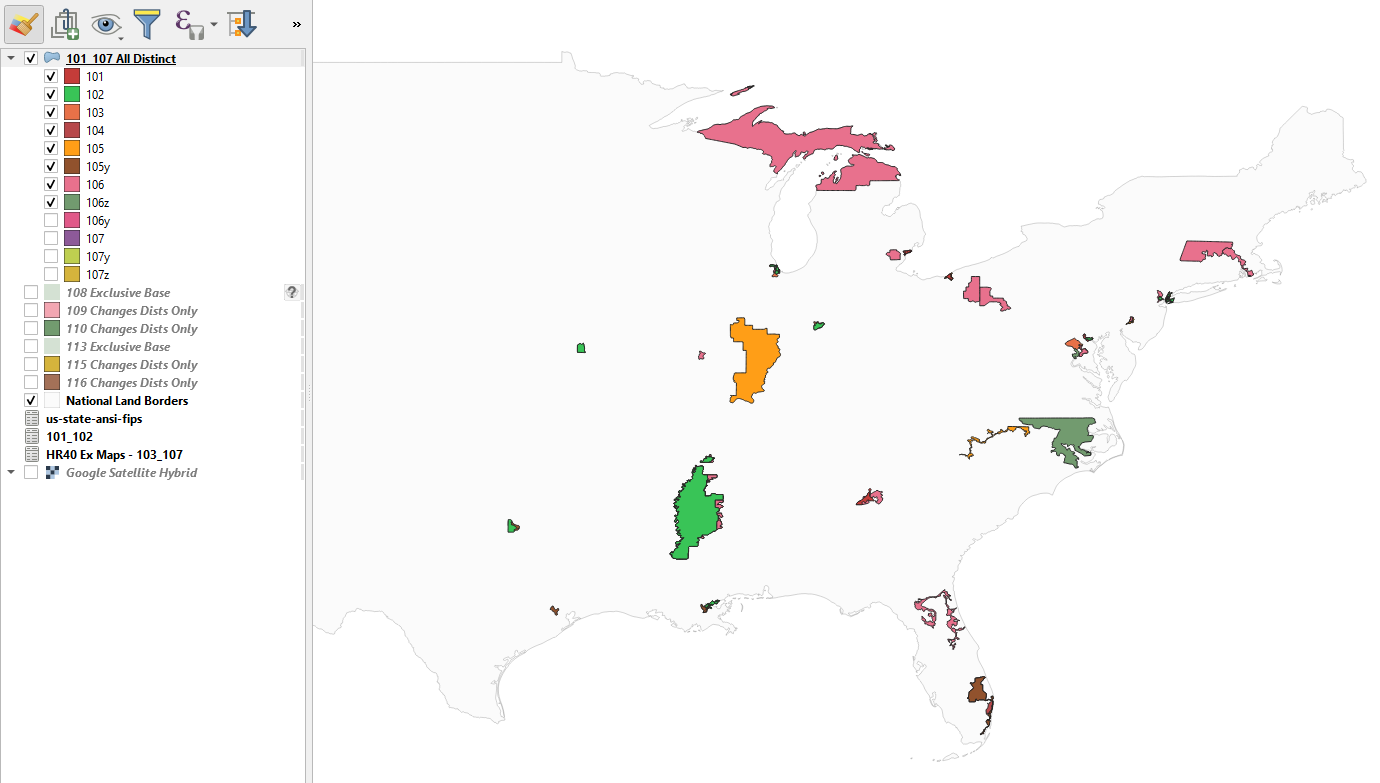 »
101_107 All Distinct
101
102
103
104
105
105y
106
106z
106y
107
107y
107z
108 Exclusive Base ?
109 Changes Dists Only
110 Changes Dists Only
113 Exclusive Base
115 Changes Dists Only
116 Changes Dists Only
National Land Borders
us-state-ansi-fips
101_102
HR40 Ex Maps - 103_107
Google Satellite Hybrid